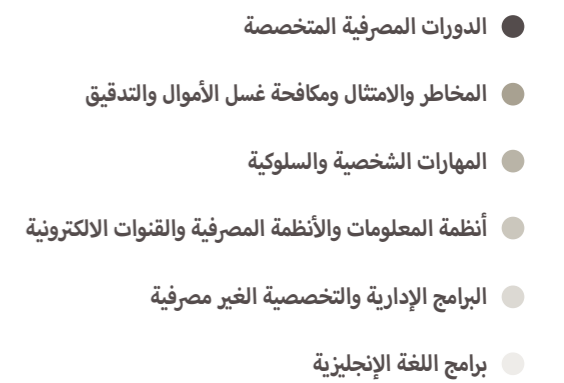 الدورات المصرفية المتخصصة
المخاطر والامتثال ومكافحة غسل الأموال والتدقيق
المهارات الشخصية والسلوكية
أنظمة المعلومات والأنظمة المصرفية والقنوات الالكترونية
البرامج الإدارية والتخصصية الغير مصرفية
برامج اللغة الإنجليزية